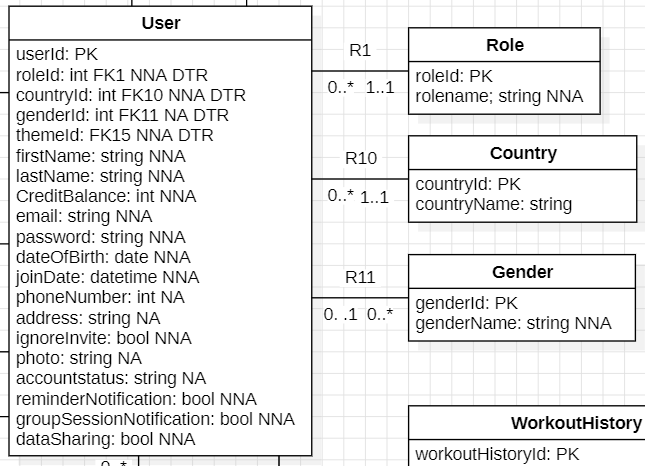 User
userId: PK
roleId: int FK1 NNA DTR
countryId: int FK10 NNA DTR
genderId: int FK11 NA DTR
themeId: FK15 NNA DTR
firstName: string NNA
lastName: string NNA
CreditBalance: int NNA
email: string NNA
password: string NNA
dateOfBirth: date NNA
joinDate: datetime NNA
phoneNumber: int NA
address: string NA
ignoreInvite: bool NNA
photo: string NA
accountstatus: string NA
reminderNotification: bool NNA
groupSessionNotification: bool NNA
dataSharing: bool NNA
0..*
R1
0..* 1..1
Role
roleId: PK
rolename; string NNA
R10
0..* 1..1
Country
countryId: PK
countryName: string
R11
0. .1 0..*
Gender
genderId: PK
genderName: string NNA
WorkoutHistory
workoutHistoryId: PK